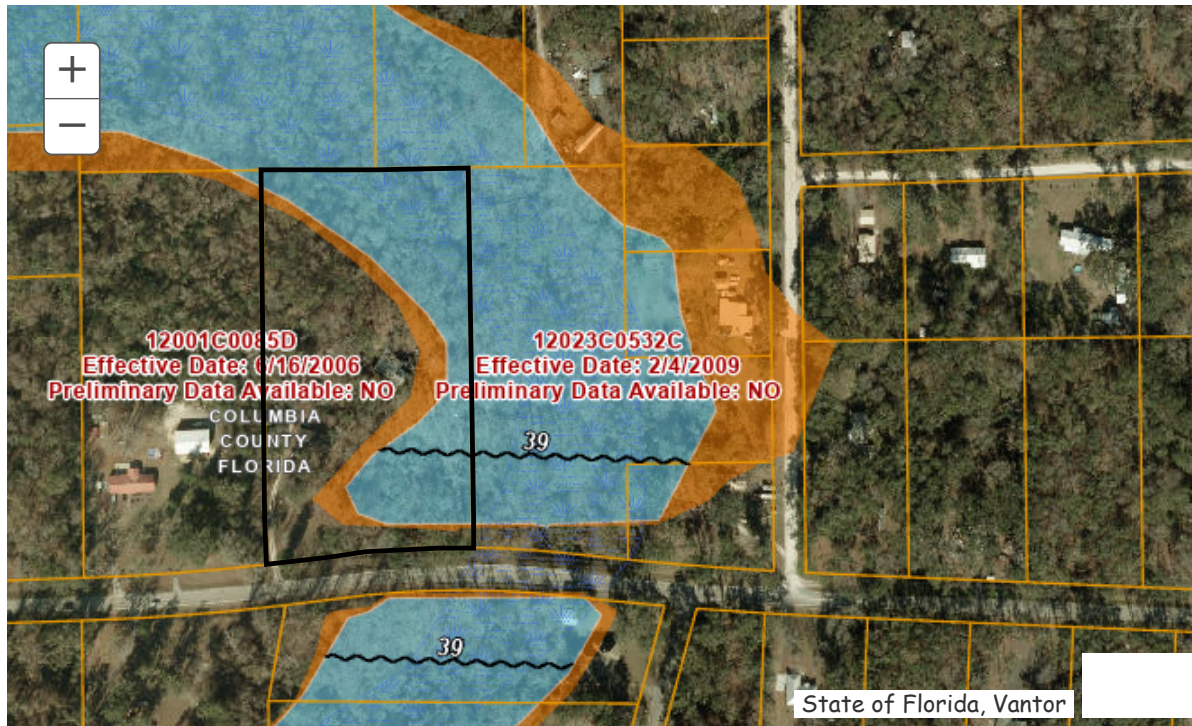 +
−
12001C0085D
Effective Date: 6/16/2006
Preliminary Data Available: NO
12023C0532C
Effective Date: 2/4/2009
Preliminary Data Available: NO
COLUMBIA
COUNTY
FLORIDA
39
39
State of Florida, Vantor